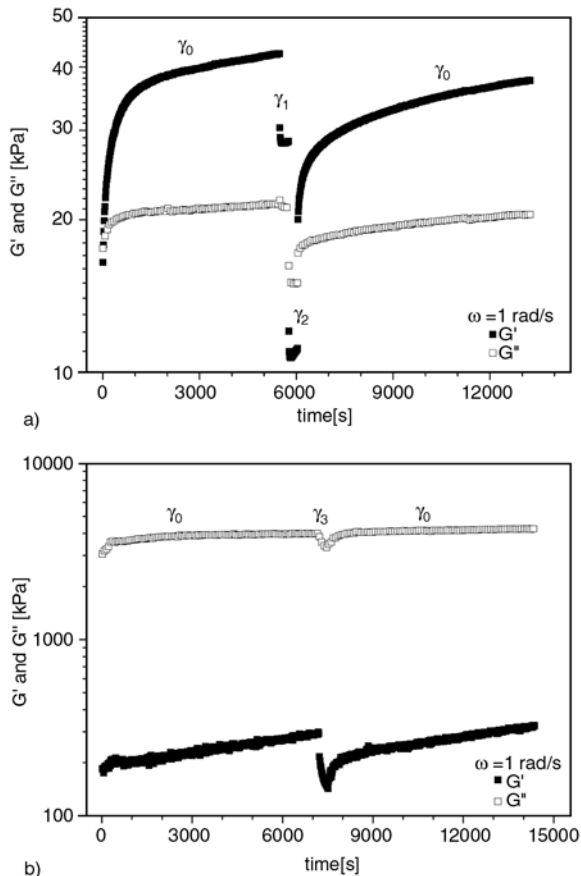 50
40
30
20
10
G' and G" [kPa]
γ0
γ1
γ2
γ0
ω =1 rad/s
G'
G"
0 3000 6000 9000 12000
time[s]
a)
10000
1000
100
G' and G" [kPa]
γ0 γ3 γ0
ω =1 rad/s
G'
G"
0 3000 6000 9000 12000 15000
time[s]
b)